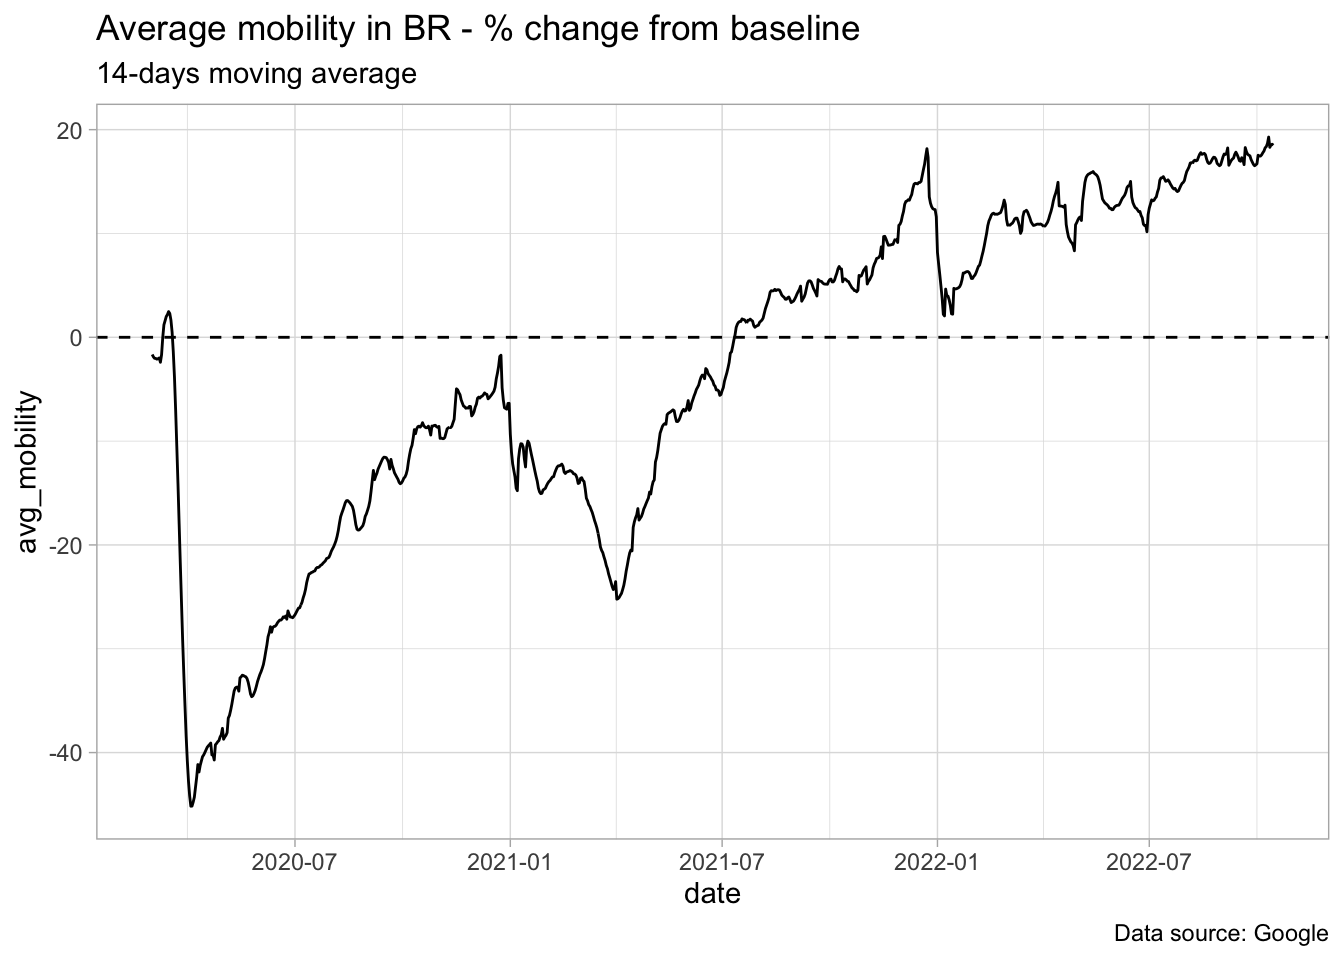 Average mobility in BR - % change from baseline
14-days moving average
avg_mobility
20
0
-20
-40
2020-07 2021-01 2021-07 2022-01 2022-07
date
Data source: Google